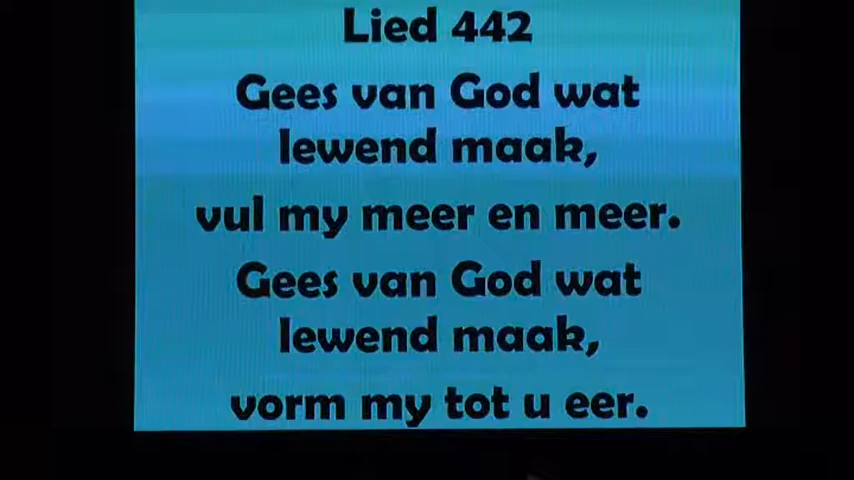 Lied 442
Gees van God wat
lewend maak,
vul my meer en meer.
Gees van God wat
lewend maak,
vorm my tot u eer.